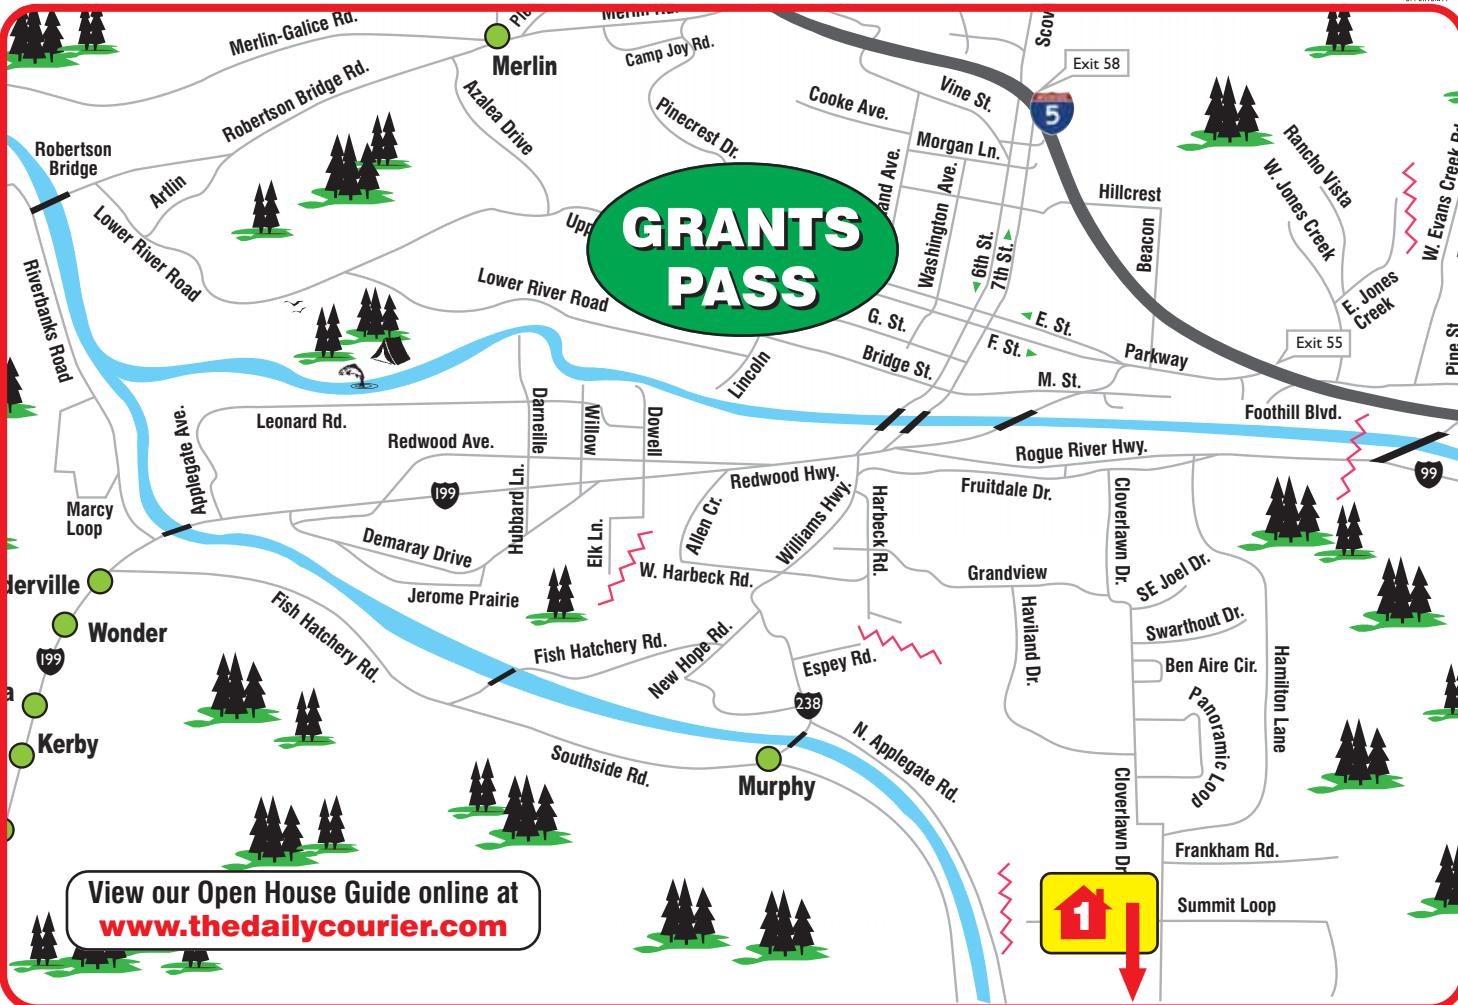 Merlin-Galice Rd.
Merlin
Camp Joy Rd.
Robertson Bridge Rd.
Azalea Drive
Pinecrest Dr.
Exit 58
5
Vine St.
Cooke Ave.
Morgan Ln.
Washington Ave.
Hillcrest
Beacon
6th St.
7th St.
Rancho Vista
W. Jones Creek
E. Jones
Creek
W. Evans Creek
Robertson
Bridge
Artlin
Lower River Road
Riverbanks Road
GRANTS
PASS
Lower River Road
G. St.
E. St.
F. St.
Bridge St.
Parkway
Exit 55
M. St.
Lincoln
Foothill Blvd.
Rogue River Hwy.
99
Leonard Rd.
Redwood Ave.
Applegate Ave.
Darneille
Willow
Dowell
Hubbard Ln.
199
Redwood Hwy.
Marcy
Loop
Demaray Drive
Jerome Prairie
Elk Ln.
Allen Cr.
Williams Hwy.
Harbeck Rd.
W. Harbeck Rd.
Fruitdale Dr.
Cloverlawn Dr.
Grandview
SE Joel Dr.
Swarthout Dr.
Ben Aire Cir.
Haviland Dr.
Panoramic Loop
Hamilton Lane
derville
Wonder
199
Kerby
Fish Hatchery Rd.
Fish Hatchery Rd.
New Hope Rd.
Espey Rd.
238
N. Applegate Rd.
Southside Rd.
Murphy
Cloverlawn Dr.
Frankham Rd.
Summit Loop
1
View our Open House Guide online at
www.thedailycourier.com